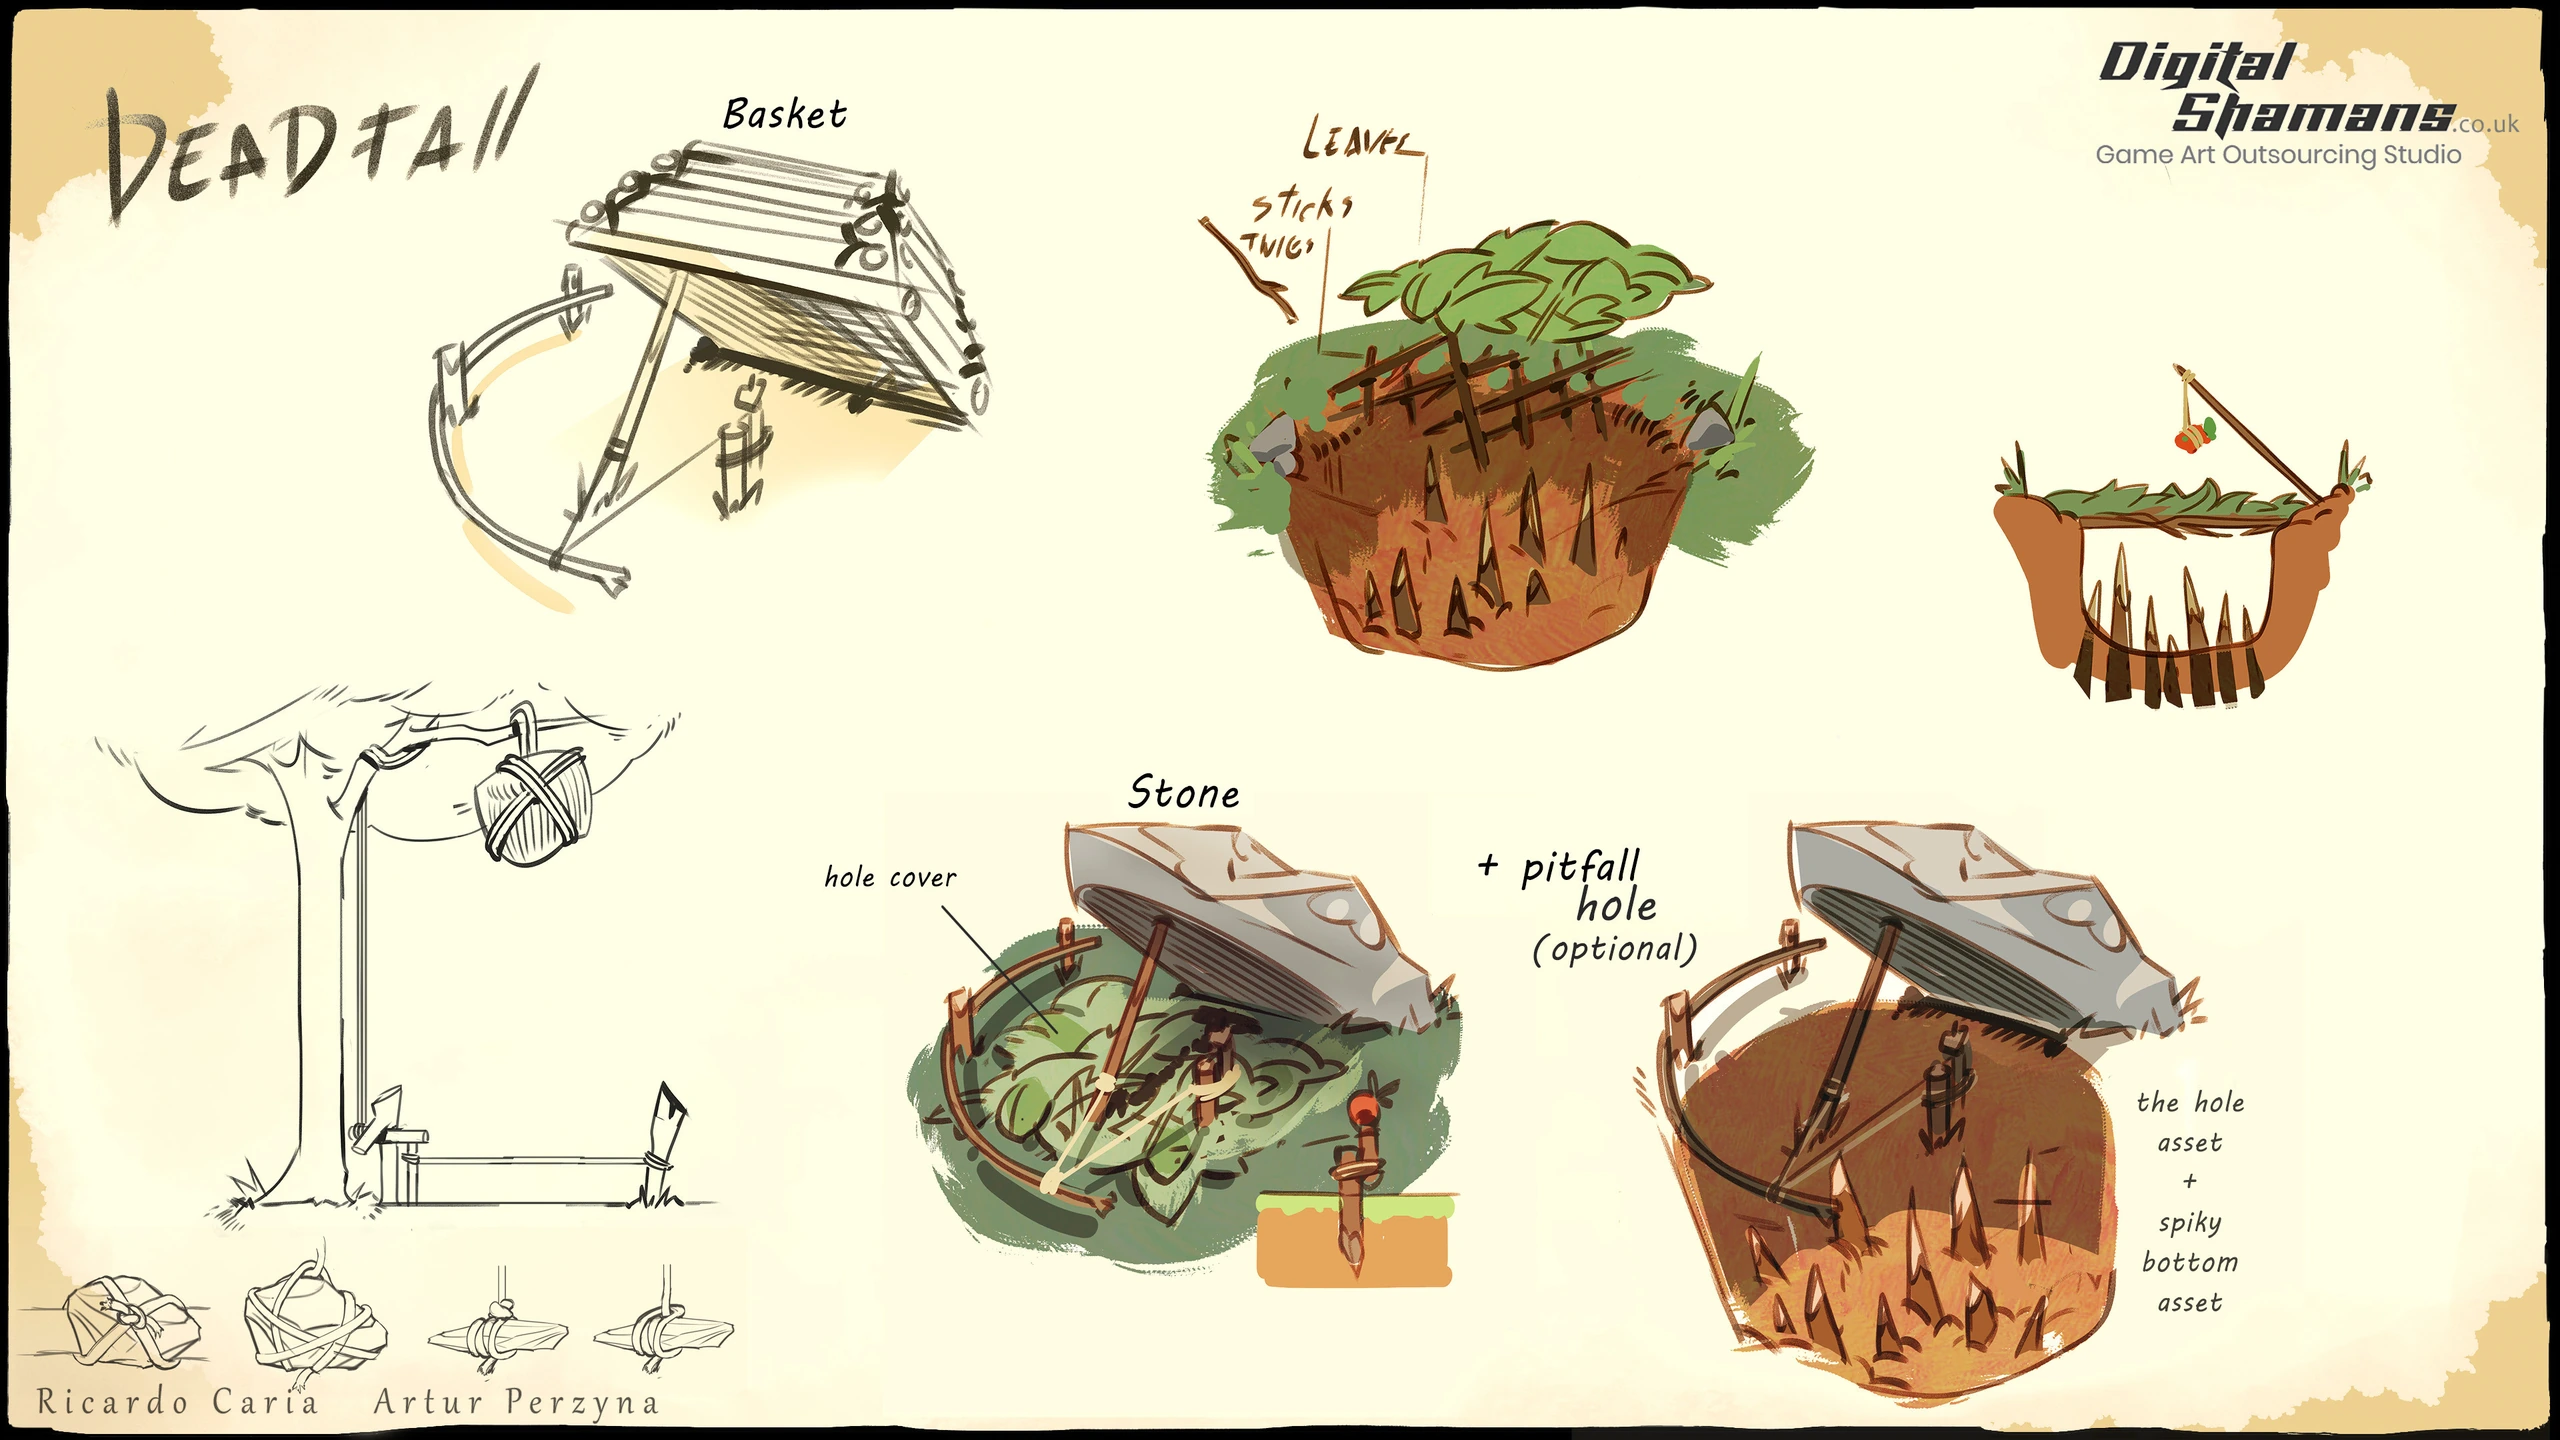 DEADfAll
Basket
LEAVES
sticks
TWIGS
Digital
Shamans.co.uk
Game Art Outsourcing Studio
Stone
hole cover
+ pitfall
hole
(optional)
the hole
asset
+
spiky
bottom
asset
Ricardo Caria Artur Perzyna